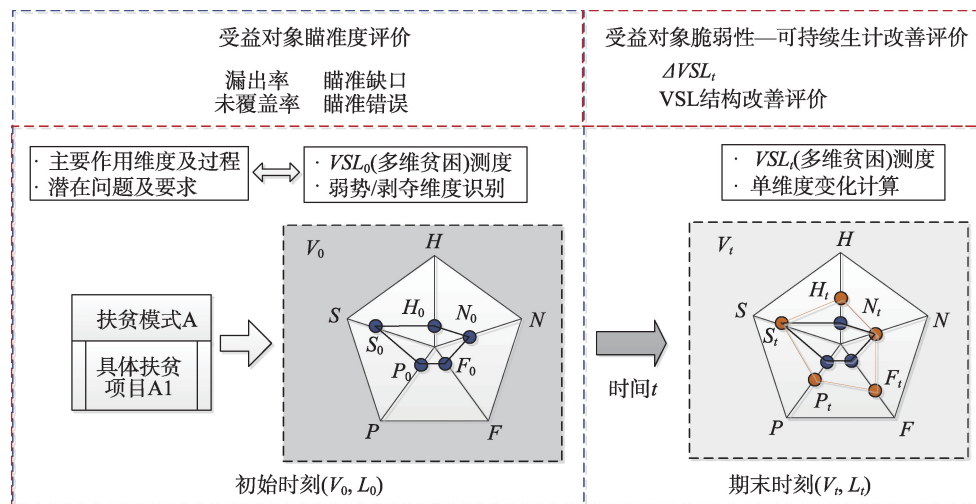 受益对象瞄准度评价
漏出率 瞄准缺口
未覆盖率 瞄准错误
受益对象脆弱性—可持续生计改善评价
ΔVSLt
VSL结构改善评价
· 主要作用维度及过程
· 潜在问题及要求
· VSL0(多维贫困)测度
· 弱势/剥夺维度识别
· VSLt(多维贫困)测度
· 单维度变化计算
扶贫模式A
具体扶贫
项目A1
V0
H
S
N
H0
N0
S0
P0
F0
P
F
时间t
Vt
H
S
N
Ht
Nt
St
Ft
Pt
P
F
初始时刻(V0, L0)
期末时刻(Vt, Lt)